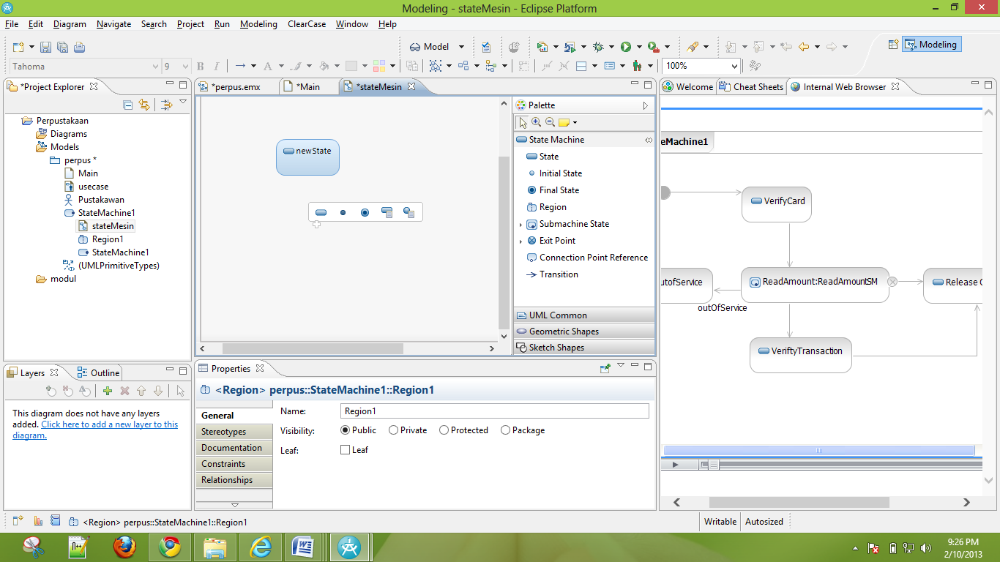 Modeling - stateMesin - Eclipse Platform
File Edit Diagram Navigate Search Project Run Modeling ClearCase Window Help
Model
Modeling
Tahoma 9 B I A 100%
*Project Explorer
Perpustakaan
Diagrams
Models
perpus *
Main
usecase
Pustakawan
StateMachine1
stateMesin
Region1
StateMachine1
(UMLPrimitiveTypes)
modul
*perpus.emx *Main *stateMesin
newState
Palette
State Machine
State
Initial State
Final State
Region
Submachine State
Exit Point
Connection Point Reference
Transition
UML Common
Geometric Shapes
Sketch Shapes
Welcome Cheat Sheets Internal Web Browser
eMachine1
VerifyCard
utofService
ReadAmount:ReadAmountSM
Release
outOfService
VeriftyTransaction
Layers Outline
This diagram does not have any layers
added. Click here to add a new layer to this
diagram.
Properties
<Region> perpus::StateMachine1::Region1
General
Stereotypes
Documentation
Constraints
Relationships
Name: Region1
Visibility: Public Private Protected Package
Leaf: Leaf
<Region> perpus::StateMachine1::Region1
Writable Autosized
9:26 PM
2/10/2013